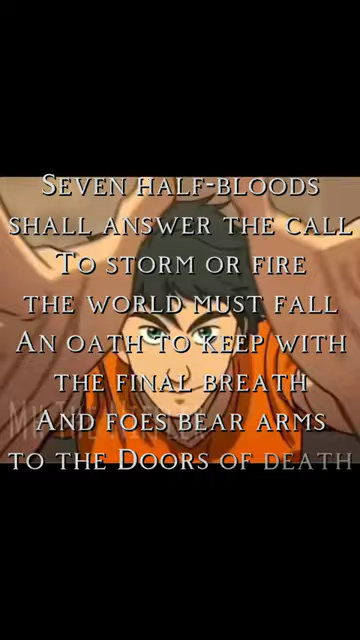 Seven half-bloods
shall answer the call
To storm or fire
the world must fall
An oath to keep with
the final breath
And foes bear arms
to the Doors of death